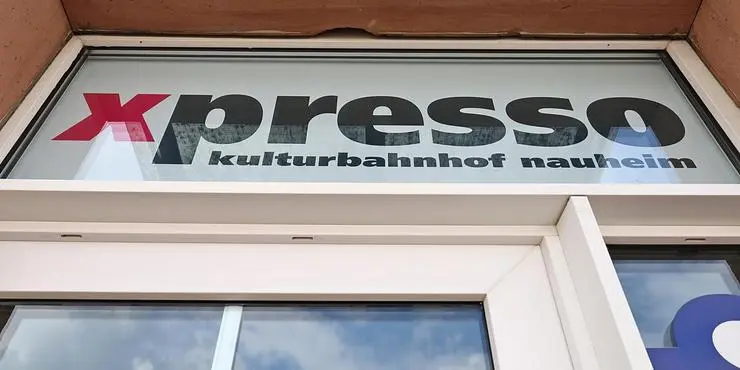 xpresso
kulturbahnhof nauheim